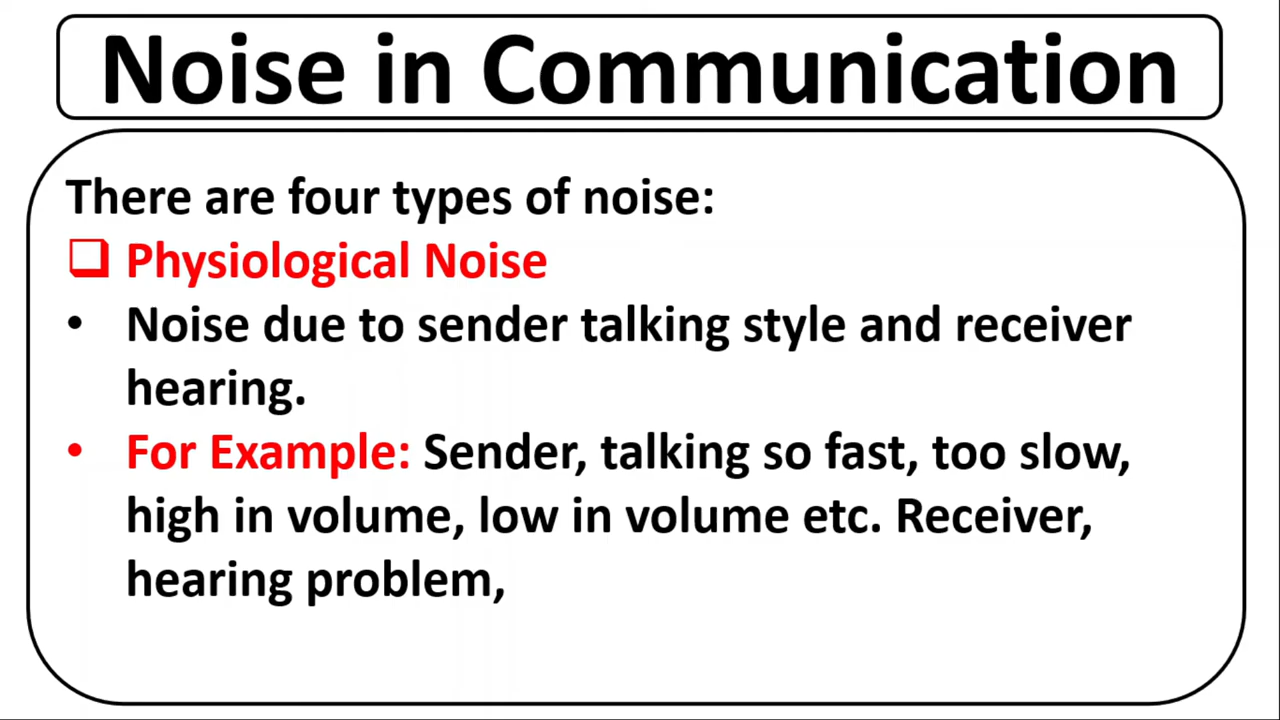 Noise in Communication
There are four types of noise:
❑ Physiological Noise
• Noise due to sender talking style and receiver
hearing.
• For Example: Sender, talking so fast, too slow,
high in volume, low in volume etc. Receiver,
hearing problem,